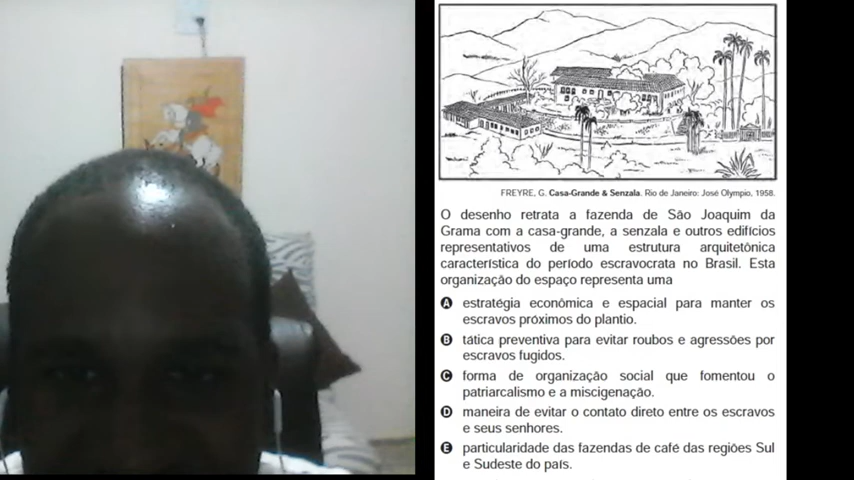 FREYRE, G. Casa-Grande & Senzala. Rio de Janeiro: José Olympio, 1958.
O desenho retrata a fazenda de São Joaquim da
Grama com a casa-grande, a senzala e outros edifícios
representativos de uma estrutura arquitetônica
característica do período escravocrata no Brasil. Esta
organização do espaço representa uma
A estratégia econômica e espacial para manter os
escravos próximos do plantio.
B tática preventiva para evitar roubos e agressões por
escravos fugidos.
C forma de organização social que fomentou o
patriarcalismo e a miscigenação.
D maneira de evitar o contato direto entre os escravos
e seus senhores.
E particularidade das fazendas de café das regiões Sul
e Sudeste do país.